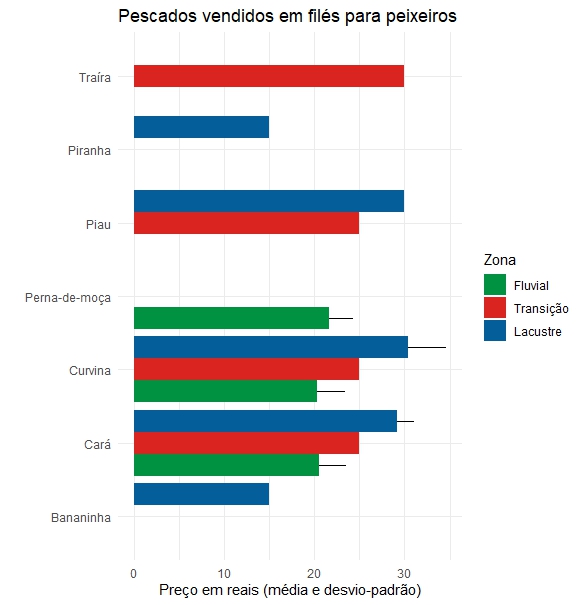 Pescados vendidos em filés para peixeiros
Traíra
Piranha
Piau
Perna-de-moça
Curvina
Cará
Bananinha
Zona
Fluvial
Transição
Lacustre
0 10 20 30
Preço em reais (média e desvio-padrão)